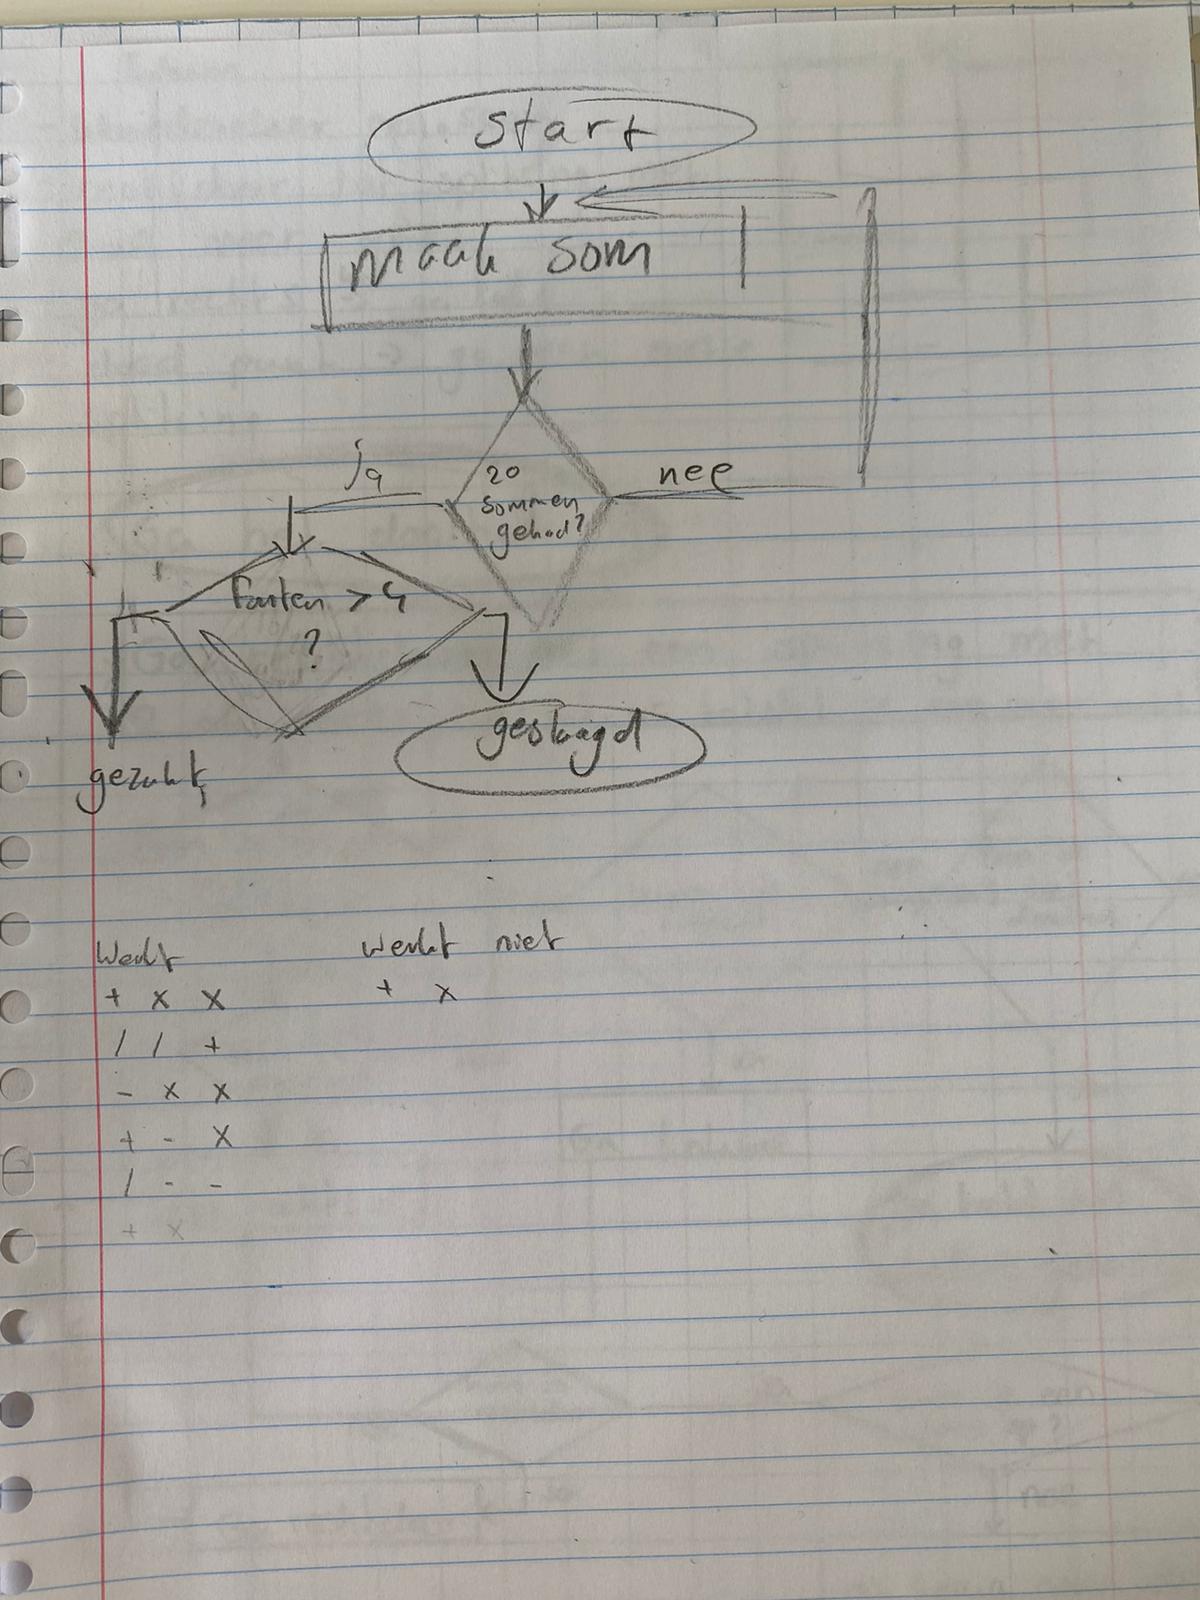 start
maak som
ja
nee
20
sommen
gehad?
fouten > 4
?
geslaagd
gezakt
Werkt
werkt niet
+ x x
+ x
/ / +
- x x
+ - x
/ - -
+ x